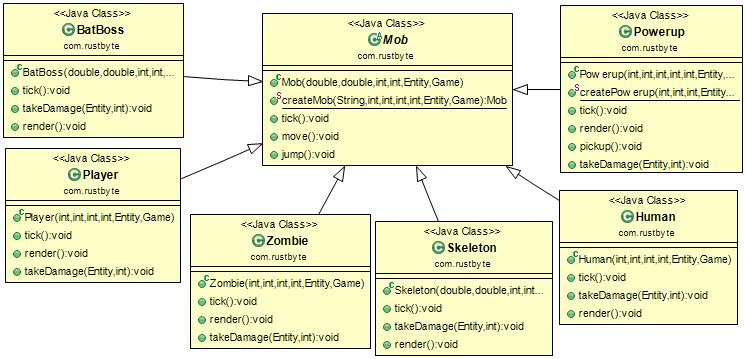 <<Java Class>>
BatBoss
com.rustbyte
BatBoss(double,double,int,int,...
tick():void
takeDamage(Entity,int):void
render():void
<<Java Class>>
Mob
com.rustbyte
Mob(double,double,int,int,Entity,Game)
createMob(String,int,int,int,int,Entity,Game):Mob
tick():void
move():void
jump():void
<<Java Class>>
Powerup
com.rustbyte
Pow erup(int,int,int,int,int,Entity,...
createPow erup(int,int,int,Entity...
tick():void
render():void
pickup():void
takeDamage(Entity,int):void
<<Java Class>>
Player
com.rustbyte
Player(int,int,int,int,Entity,Game)
tick():void
render():void
takeDamage(Entity,int):void
<<Java Class>>
Zombie
com.rustbyte
Zombie(int,int,int,int,Entity,Game)
tick():void
render():void
takeDamage(Entity,int):void
<<Java Class>>
Skeleton
com.rustbyte
Skeleton(double,double,int,int...
tick():void
takeDamage(Entity,int):void
render():void
<<Java Class>>
Human
com.rustbyte
Human(int,int,int,int,Entity,Game)
tick():void
takeDamage(Entity,int):void
render():void